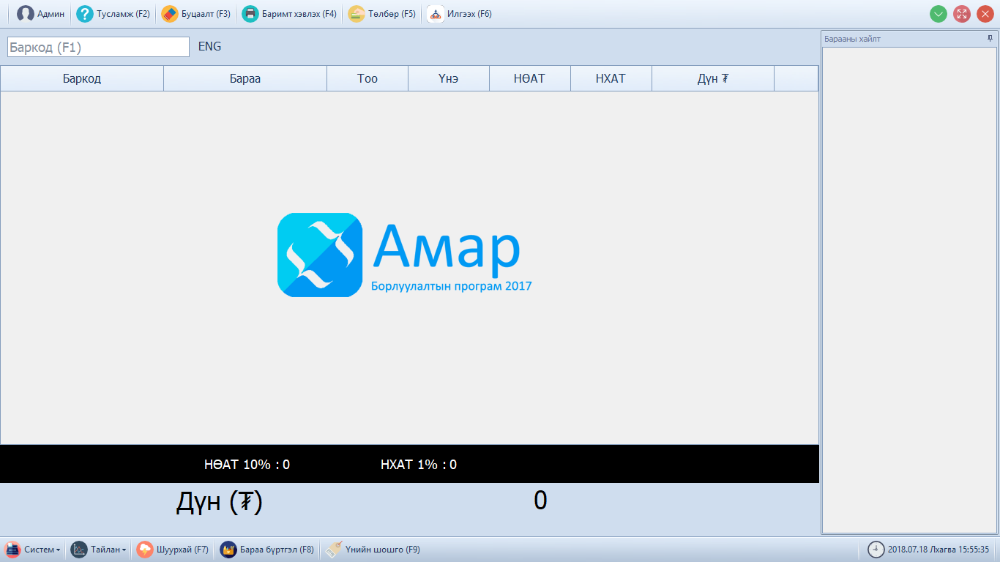 Админ Тусламж (F2) Буцаалт (F3) Баримт хэвлэх (F4) Төлбөр (F5) Илгээх (F6)
Барааны хайлт
Баркод (F1) ENG
Баркод Бараа Тоо Үнэ НӨАТ НХАТ Дүн ₮
Амар
Борлуулалтын програм 2017
НӨАТ 10% : 0 НХАТ 1% : 0
Дүн (₮) 0
Систем Тайлан Шуурхай (F7) Бараа бүртгэл (F8) Үнийн шошго (F9) 2018.07.18 Лхагва 15:55:35